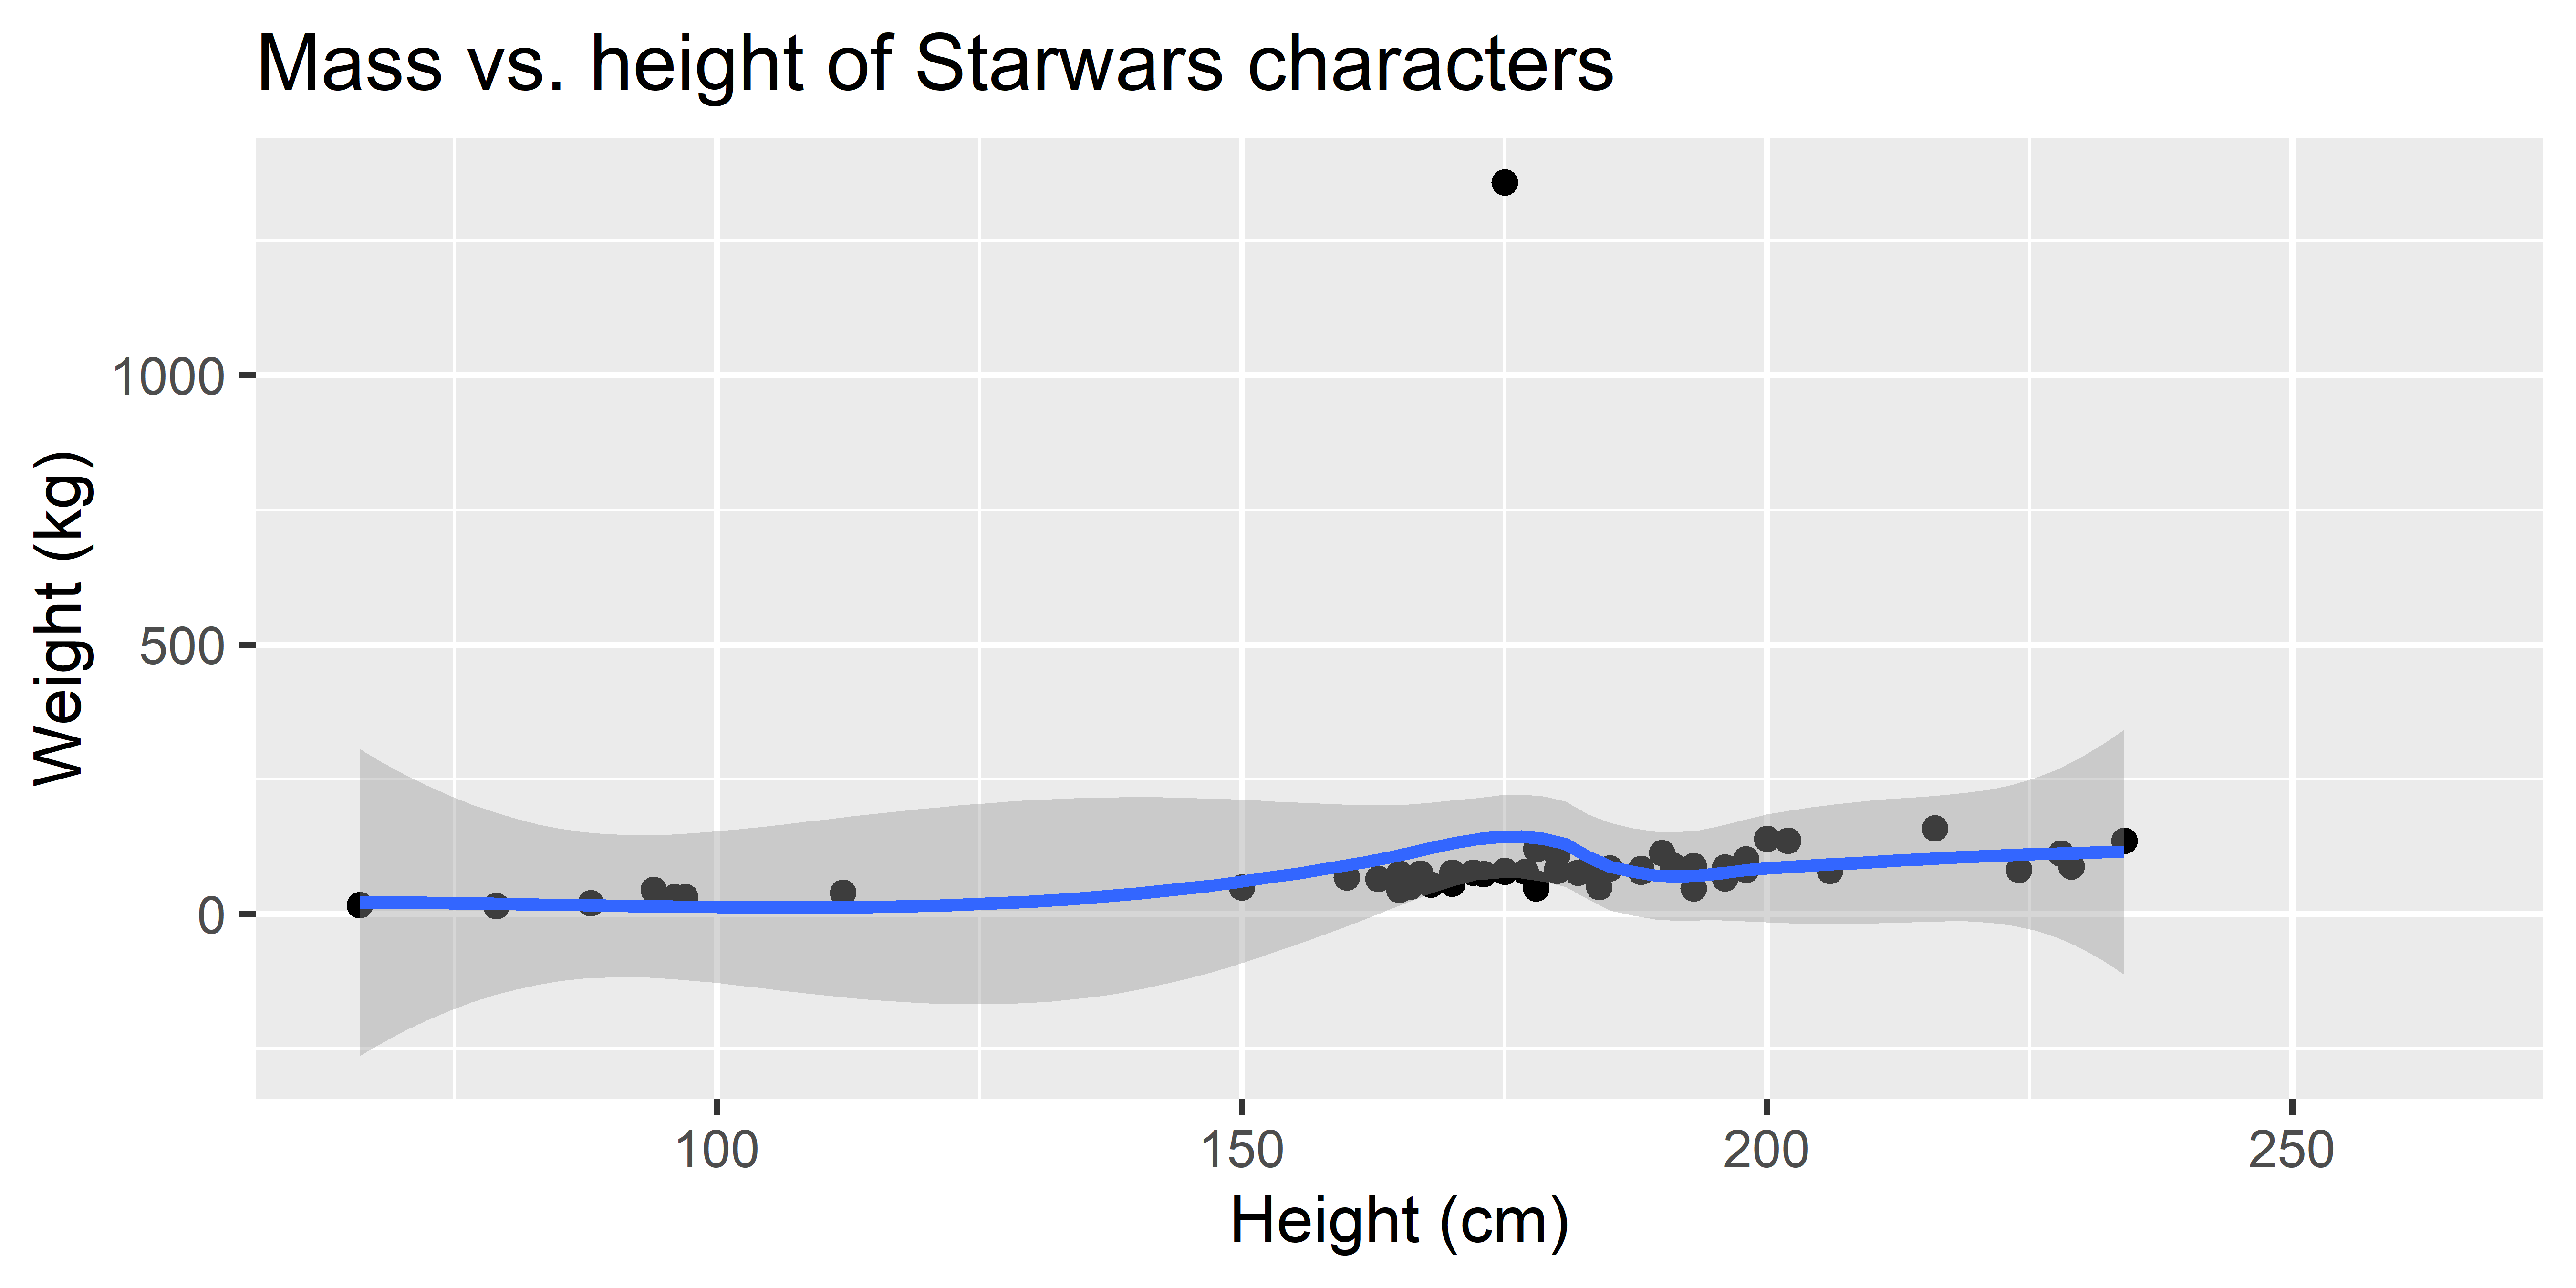 Mass vs. height of Starwars characters
Weight (kg)
1000
500
0
100 150 200 250
Height (cm)